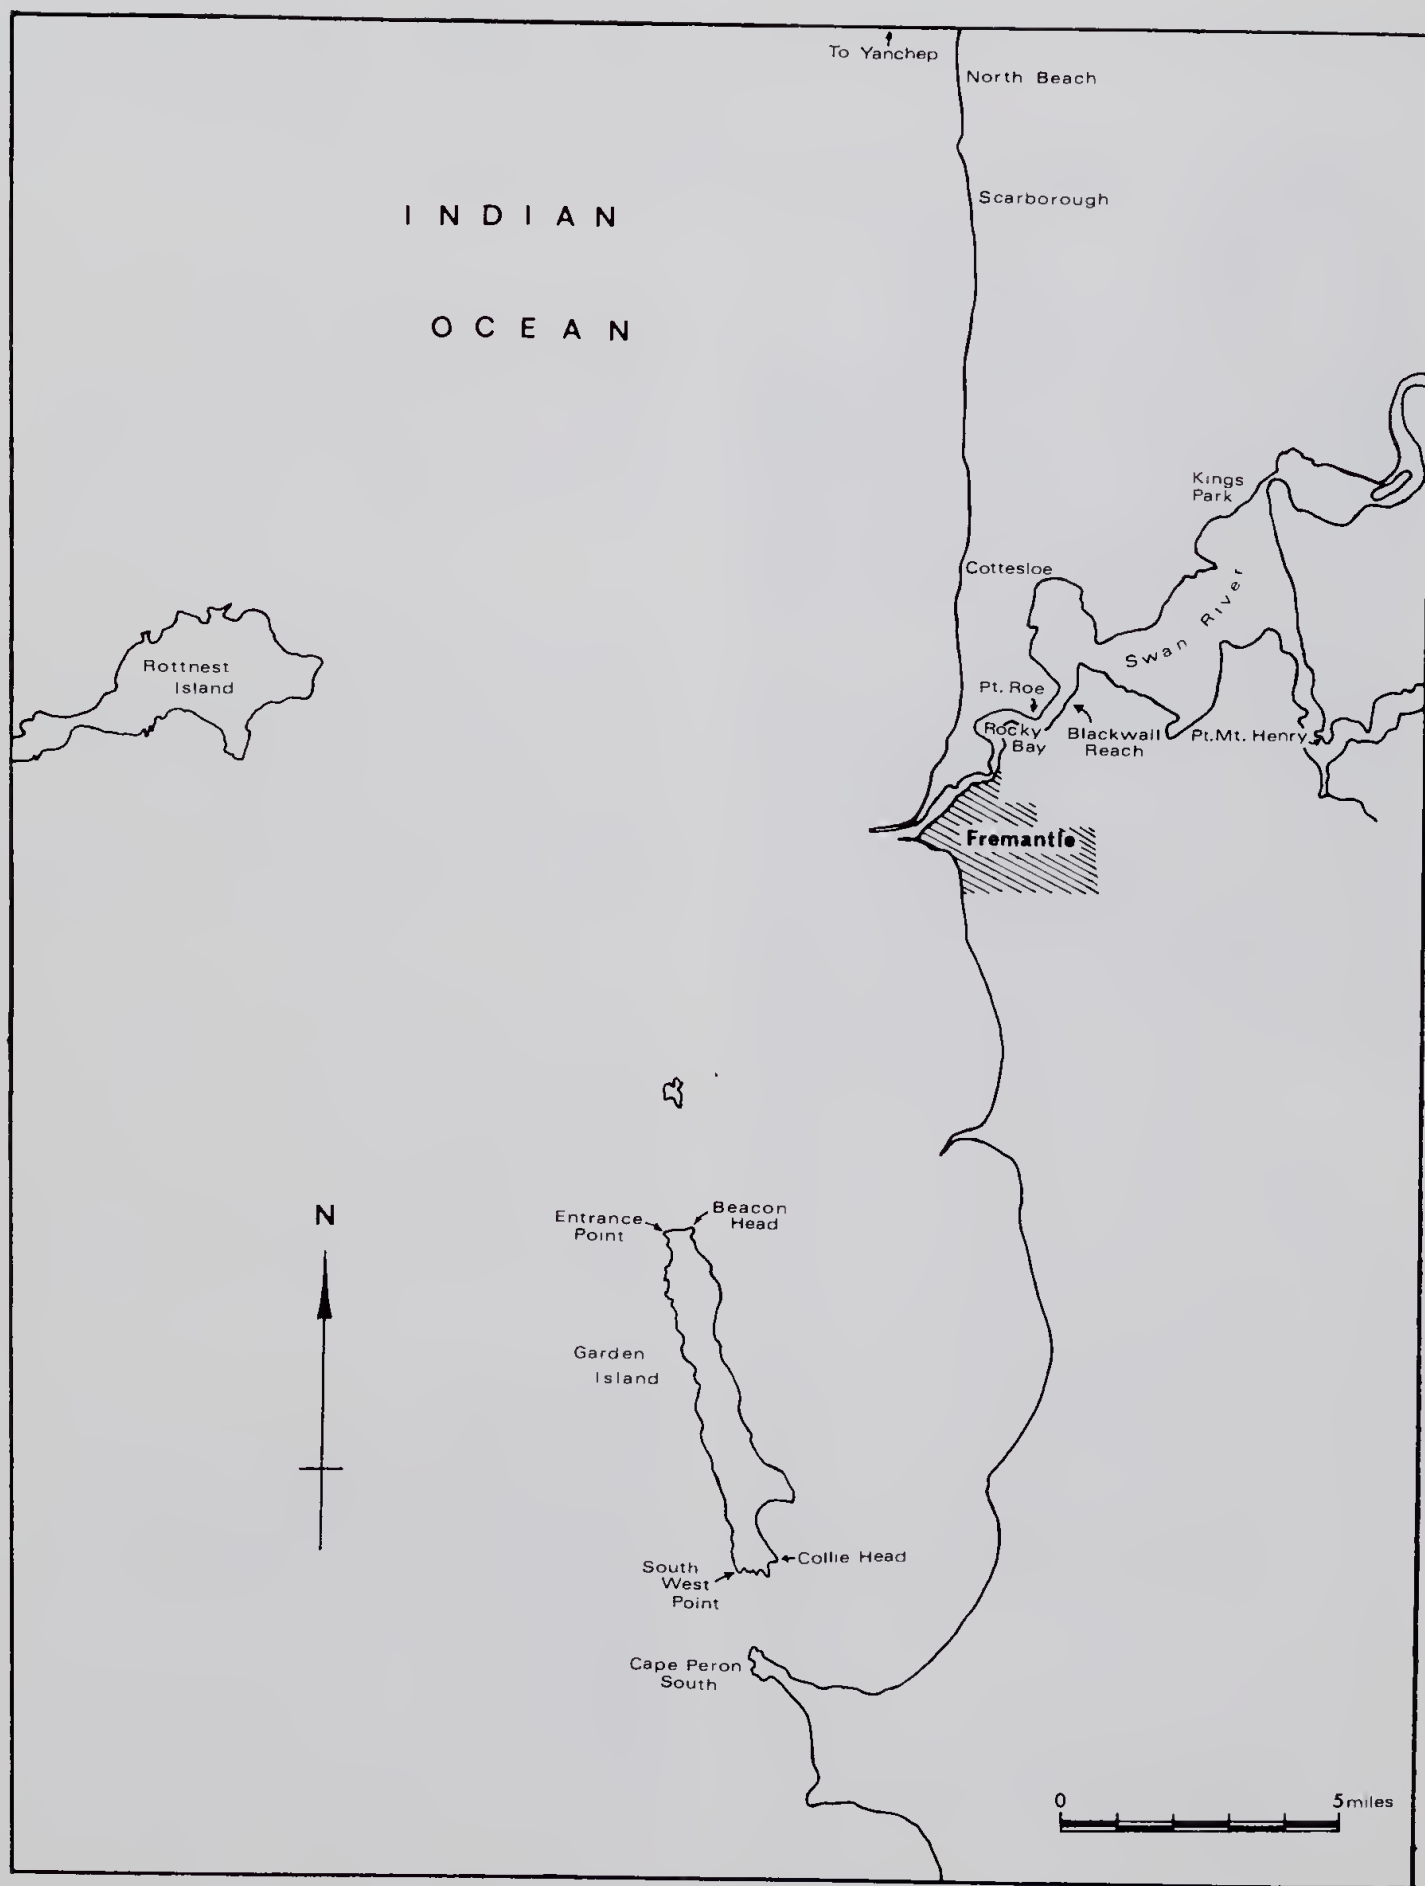 To Yanchep
North Beach
Scarborough
INDIAN
OCEAN
Kings
Park
Cottesloe
Swan River
Rottnest
Island
Pt. Roe
Rocky
Bay
Blackwall
Reach
Pt. Mt. Henry
Fremantle
N
Entrance
Point
Beacon
Head
Garden
Island
Collie Head
South
West
Point
Cape Peron
South
0 5 miles